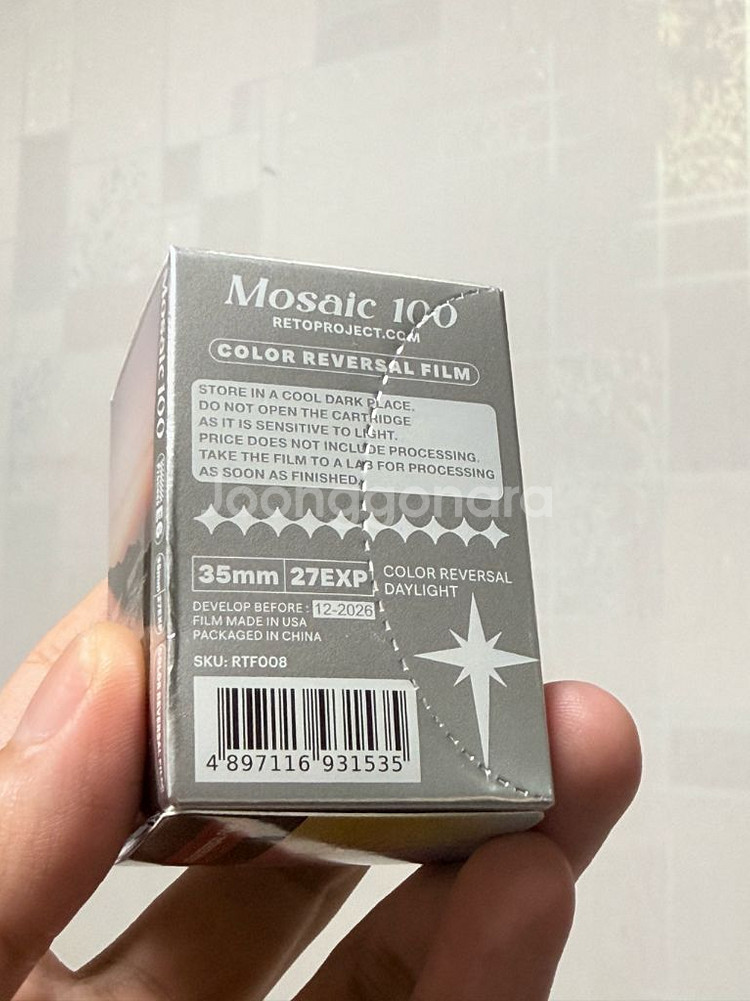 Mosaic 100
RETOPROJECT.COM
COLOR REVERSAL FILM
STORE IN A COOL DARK PLACE.
DO NOT OPEN THE CARTRIDGE
AS IT IS SENSITIVE TO LIGHT.
PRICE DOES NOT INCLUDE PROCESSING.
TAKE THE FILM TO A LAB FOR PROCESSING
AS SOON AS FINISHED.
Joonggonara
35mm 27EXP
COLOR REVERSAL
DAYLIGHT
DEVELOP BEFORE : 12-2026
FILM MADE IN USA
PACKAGED IN CHINA
SKU: RTF008
4 897116 931535
Mosaic 100
35mm 27EXP